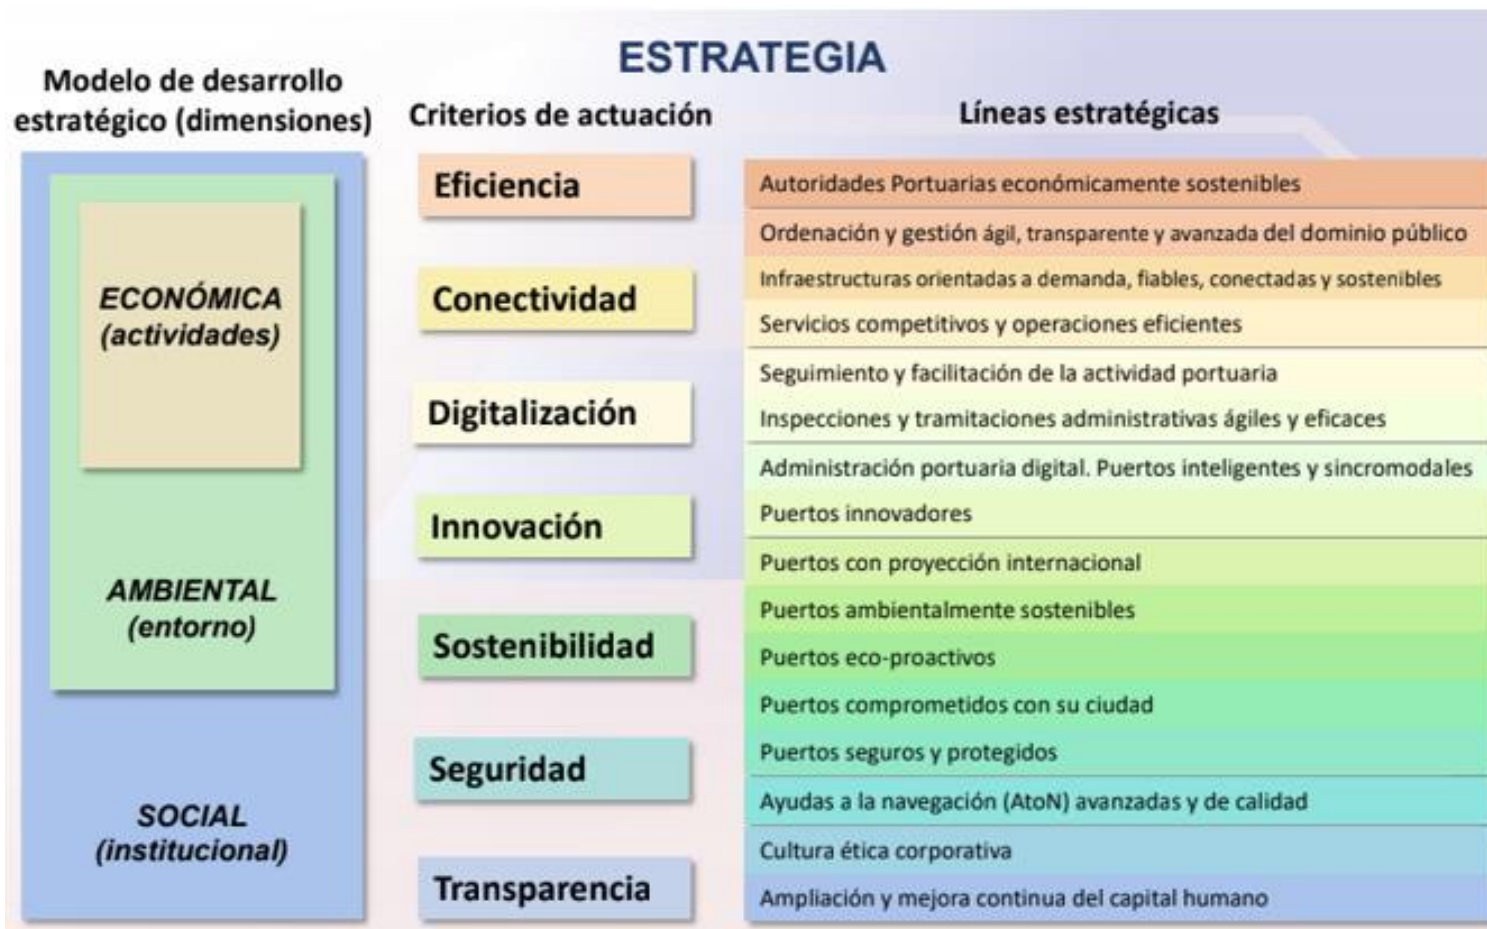 ESTRATEGIA
Modelo de desarrollo
estratégico (dimensiones)
ECONÓMICA
(actividades)
AMBIENTAL
(entorno)
SOCIAL
(institucional)
Criterios de actuación
Eficiencia
Conectividad
Digitalización
Innovación
Sostenibilidad
Seguridad
Transparencia
Líneas estratégicas
Autoridades Portuarias económicamente sostenibles
Ordenación y gestión ágil, transparente y avanzada del dominio público
Infraestructuras orientadas a demanda, fiables, conectadas y sostenibles
Servicios competitivos y operaciones eficientes
Seguimiento y facilitación de la actividad portuaria
Inspecciones y tramitaciones administrativas ágiles y eficaces
Administración portuaria digital. Puertos inteligentes y sincromodales
Puertos innovadores
Puertos con proyección internacional
Puertos ambientalmente sostenibles
Puertos eco-proactivos
Puertos comprometidos con su ciudad
Puertos seguros y protegidos
Ayudas a la navegación (AtoN) avanzadas y de calidad
Cultura ética corporativa
Ampliación y mejora continua del capital humano